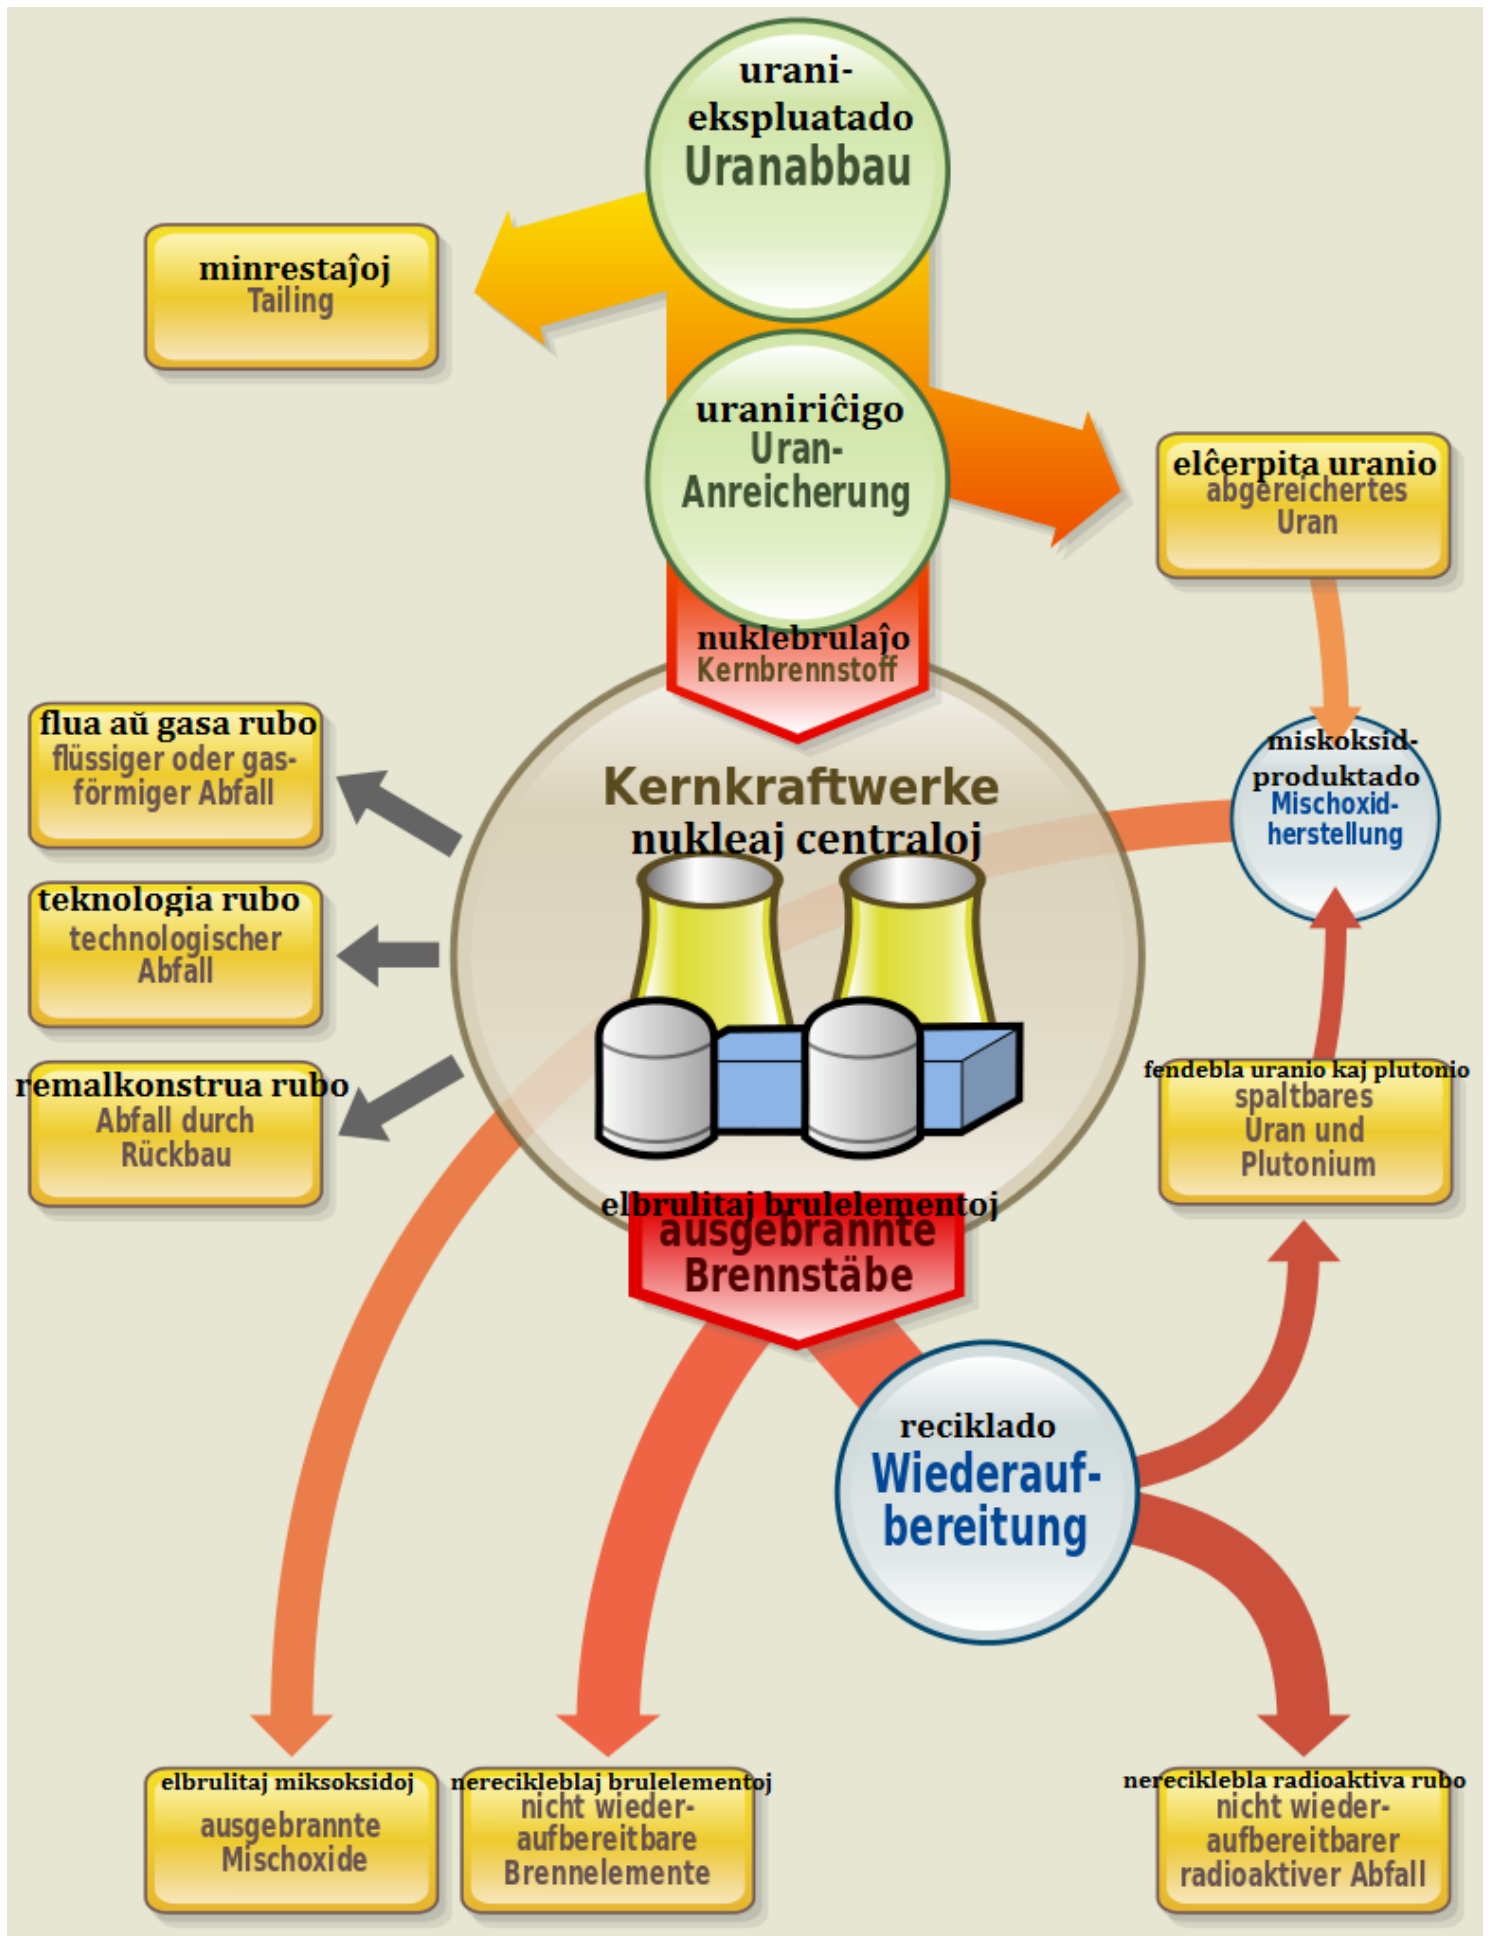 urani-
ekspluatado
Uranabbau
minrestaĵoj
Tailing
uraniriĉigo
Uran-
Anreicherung
elĉerpita uranio
abgereichertes
Uran
nuklebrulaĵo
Kernbrennstoff
flua aŭ gasa rubo
flüssiger oder gas-
förmiger Abfall
miskoksid-
produktado
Mischoxid-
herstellung
Kernkraftwerke
nukleaj centraloj
teknologia rubo
technologischer
Abfall
remalkonstrua rubo
Abfall durch
Rückbau
fendebla uranio kaj plutonio
spaltbares
Uran und
Plutonium
elbrulitaj brulelementoj
ausgebrannte
Brennstäbe
reciklado
Wiederauf-
bereitung
elbrulitaj miksoksidoj
ausgebrannte
Mischoxide
nerecikleblaj brulelementoj
nicht wieder-
aufbereitbare
Brennelemente
nereciklebla radioaktiva rubo
nicht wieder-
aufbereitbarer
radioaktiver Abfall